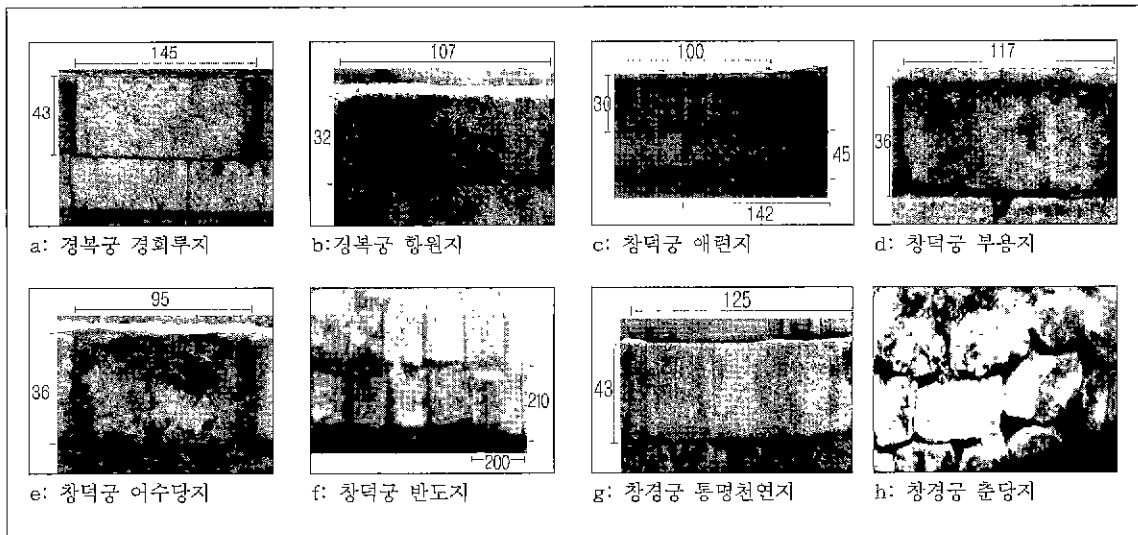 145
43
a: 경복궁 경회루지
107
32
b:경복궁 향원지
100
30
45
142
c: 창덕궁 애련지
117
36
d: 창덕궁 부용지
95
36
e: 창덕궁 어수당지
210
200
f: 창덕궁 반도지
125
43
g: 창경궁 통명천연지
h: 창경궁 춘당지